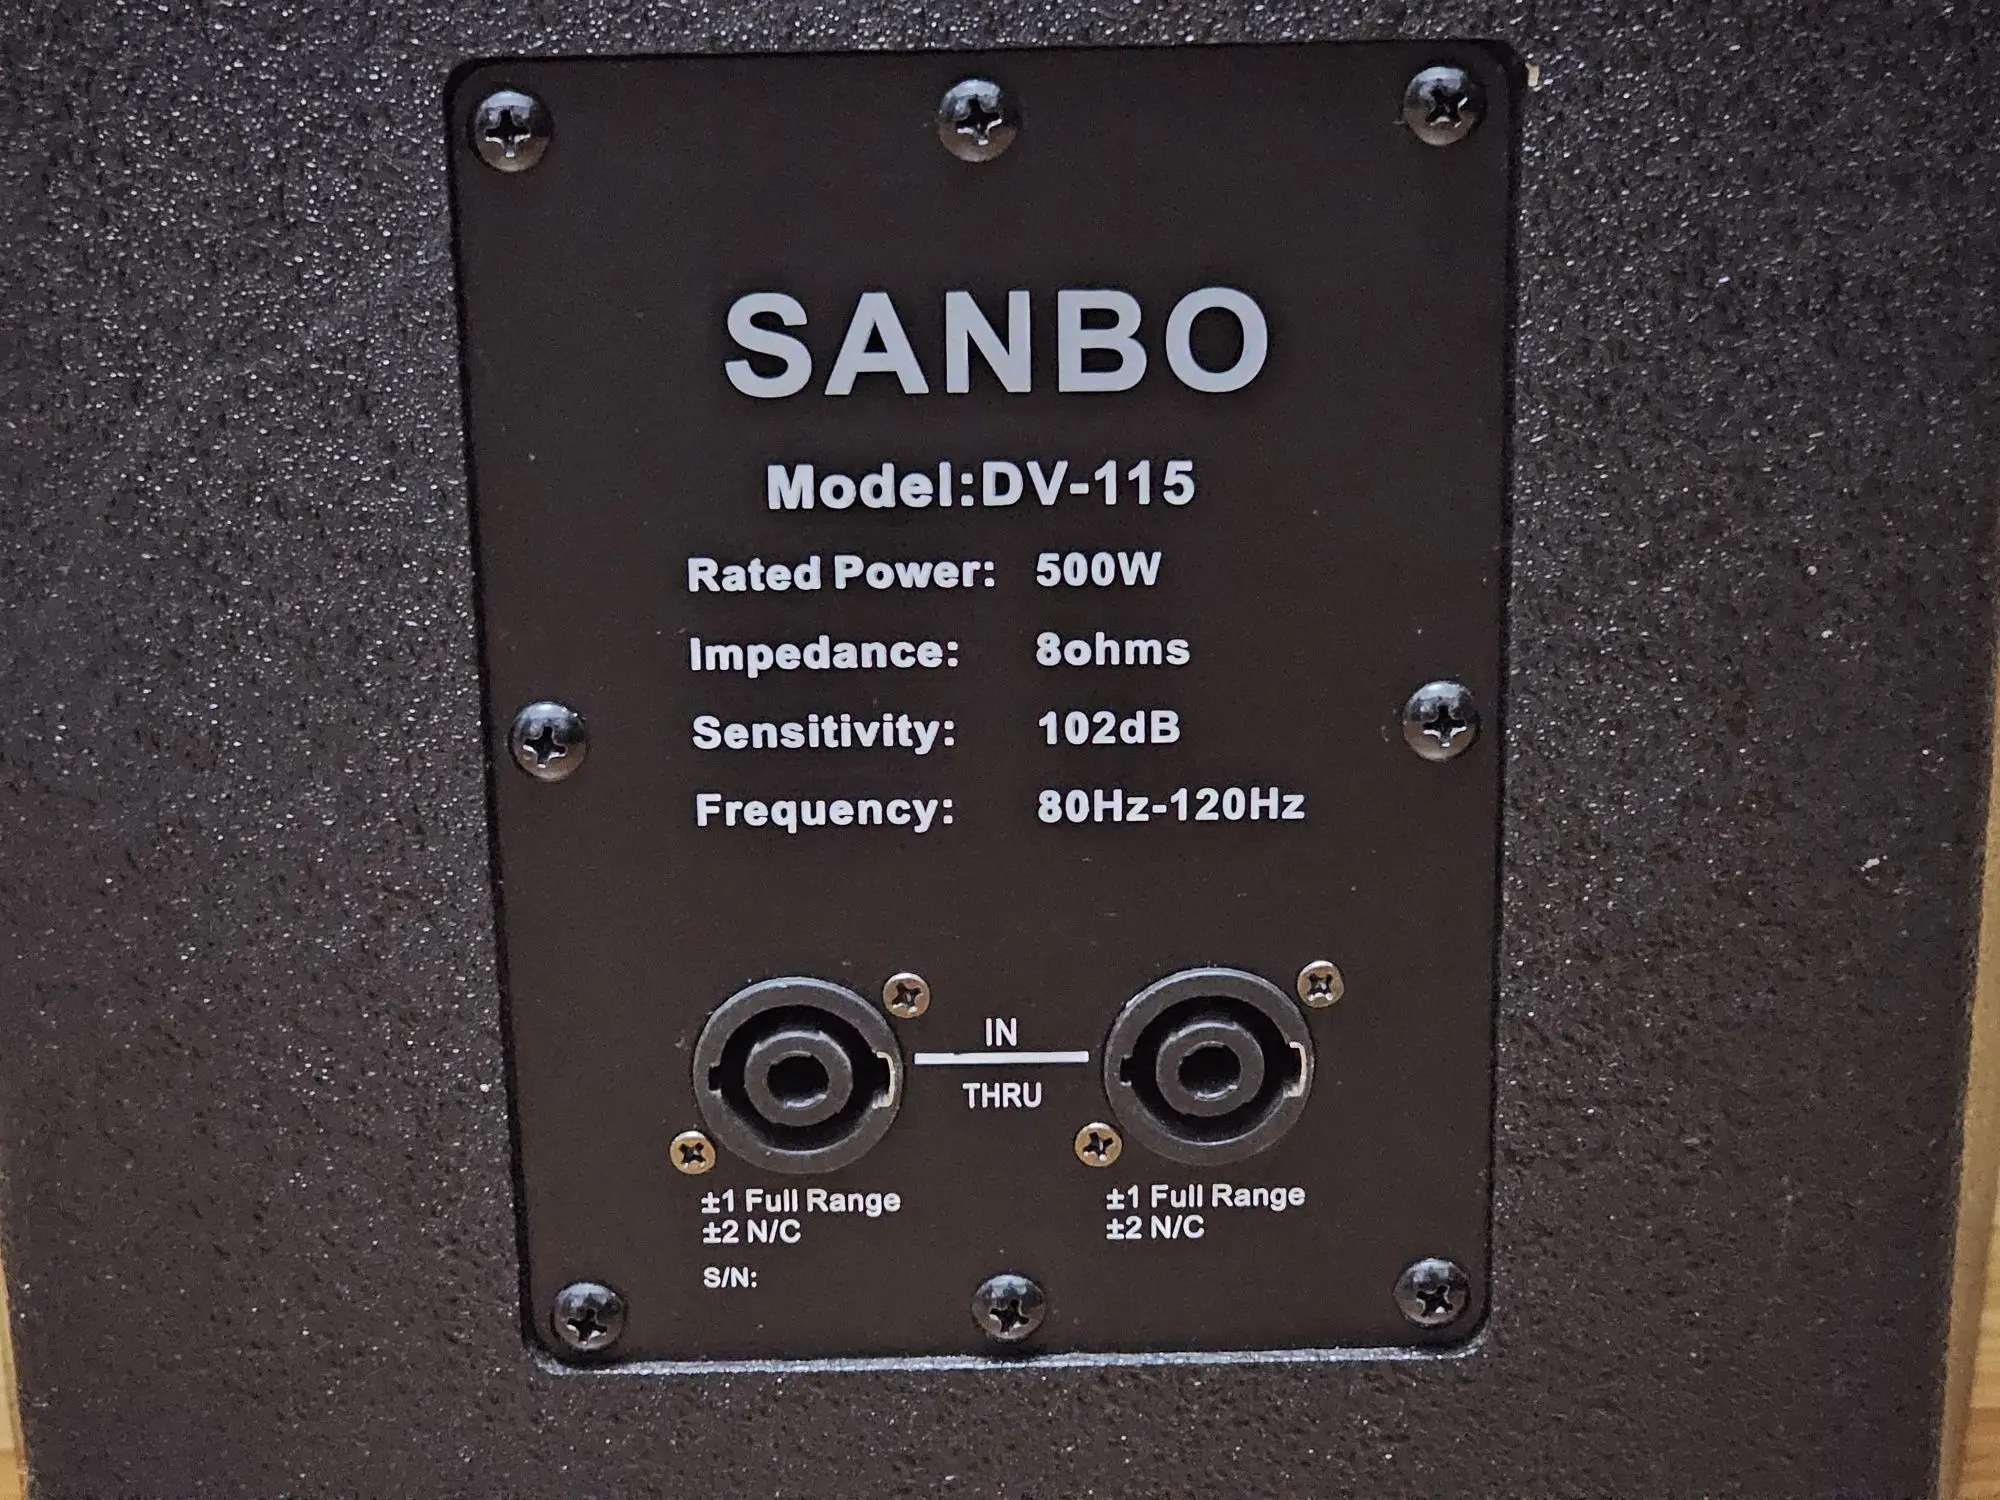 SANBO
Model:DV-115
Rated Power: 500W
Impedance: 8ohms
Sensitivity: 102dB
Frequency: 80Hz-120Hz
IN
THRU
±1 Full Range
±2 N/C
±1 Full Range
±2 N/C
S/N: